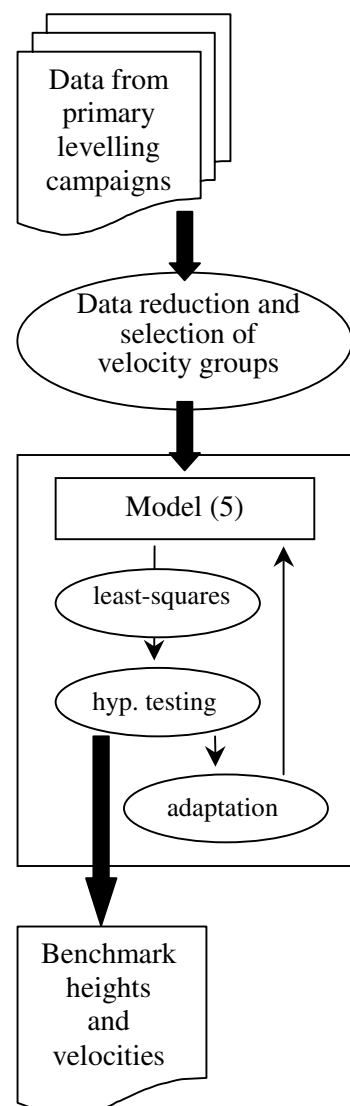 Data from
primary
levelling
campaigns
Data reduction and
selection of
velocity groups
Model (5)
least-squares
hyp. testing
adaptation
Benchmark
heights
and
velocities